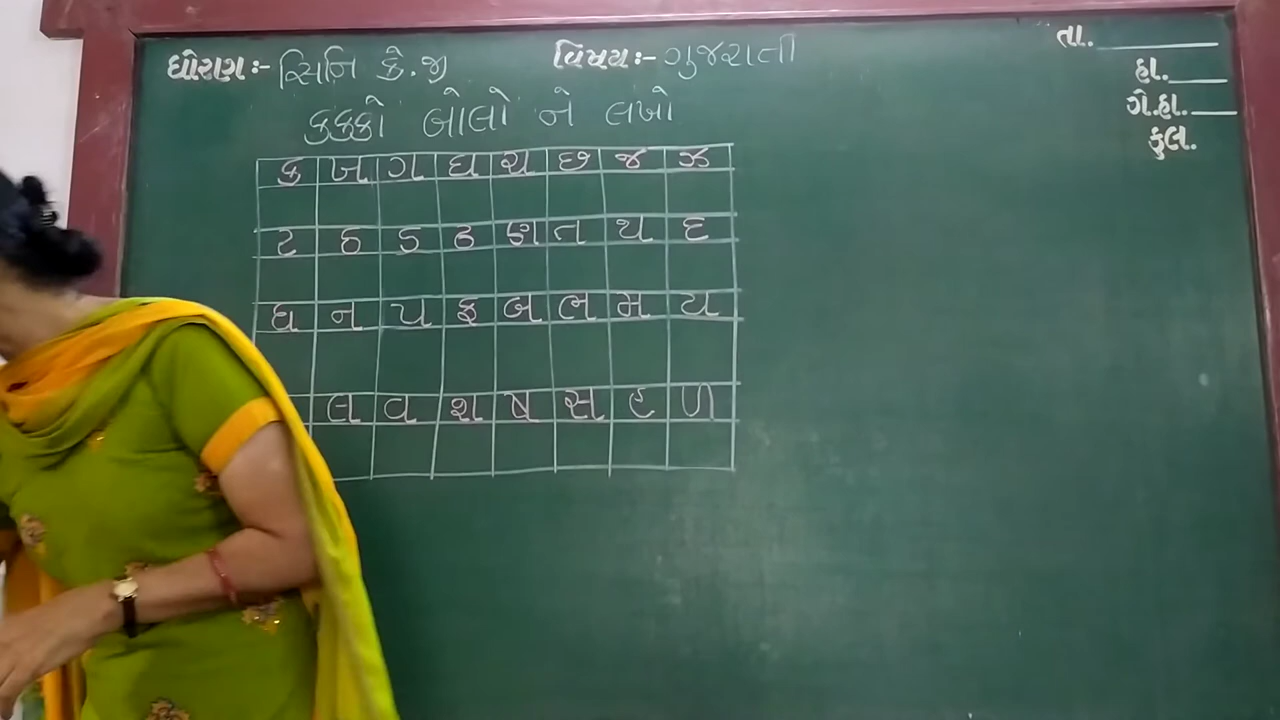 ધોરણઃ- સિનિ કે.જી વિષયઃ- ગુજરાતી તા.
હા.
ગે.હા.
કુલ.
કક્કો બોલો ને લખો
ક ખ ગ ઘ ચ છ જ ઝ
ટ ઠ ડ ઢ ણ ત થ દ
ધ ન પ ફ બ ભ મ ય
લ વ શ ષ સ હ ળ